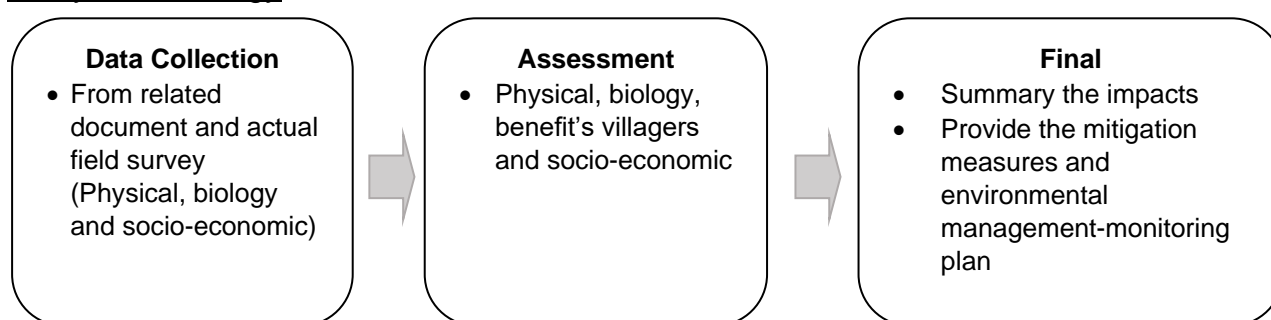 Data Collection
• From related
document and actual
field survey
(Physical, biology
and socio-economic)
Assessment
• Physical, biology,
benefit's villagers
and socio-economic
Final
• Summary the impacts
• Provide the mitigation
measures and
environmental
management-monitoring
plan